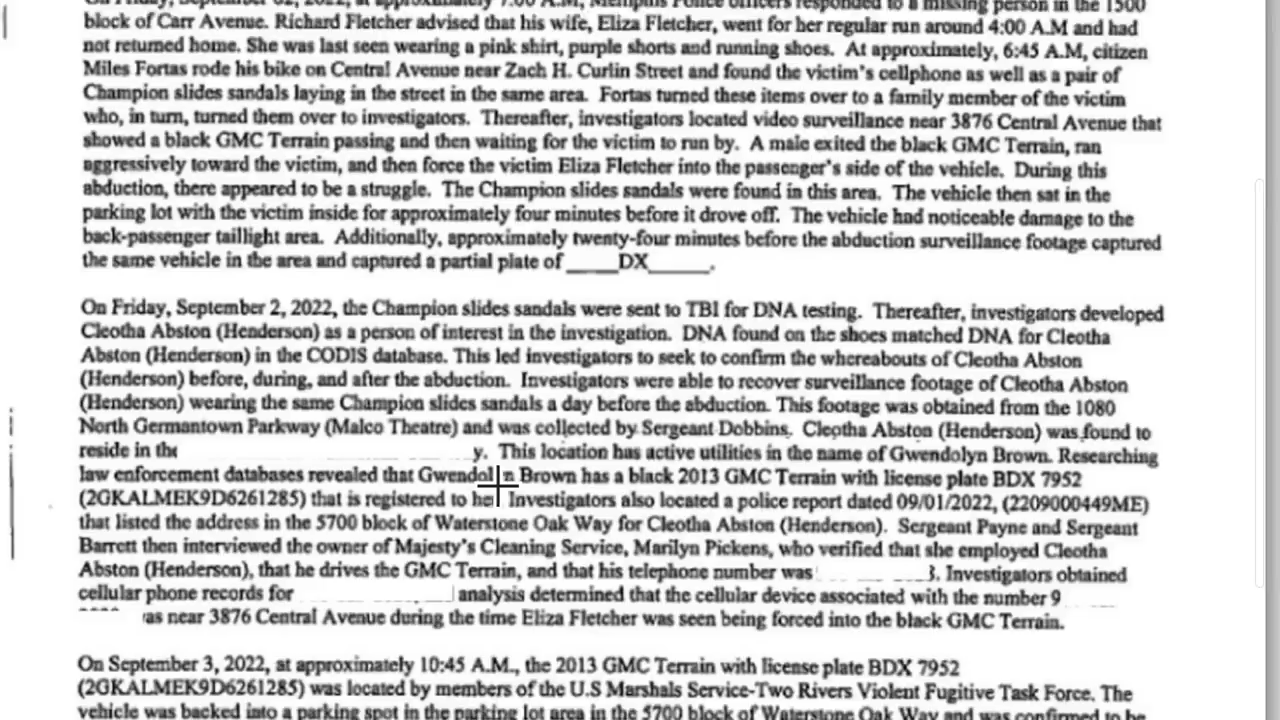 On Friday, September 02, 2022, at approximately 7:00 A.M, Memphis Police officers responded to a missing person in the 1500
block of Carr Avenue. Richard Fletcher advised that his wife, Eliza Fletcher, went for her regular run around 4:00 A.M and had
not returned home. She was last seen wearing a pink shirt, purple shorts and running shoes. At approximately, 6:45 A.M, citizen
Miles Fortas rode his bike on Central Avenue near Zach H. Curlin Street and found the victim's cellphone as well as a pair of
Champion slides sandals laying in the street in the same area. Fortas turned these items over to a family member of the victim
who, in turn, turned them over to investigators. Thereafter, investigators located video surveillance near 3876 Central Avenue that
showed a black GMC Terrain passing and then waiting for the victim to run by. A male exited the black GMC Terrain, ran
aggressively toward the victim, and then force the victim Eliza Fletcher into the passenger's side of the vehicle. During this
abduction, there appeared to be a struggle. The Champion slides sandals were found in this area. The vehicle then sat in the
parking lot with the victim inside for approximately four minutes before it drove off. The vehicle had noticeable damage to the
back-passenger taillight area. Additionally, approximately twenty-four minutes before the abduction surveillance footage captured
the same vehicle in the area and captured a partial plate of ____DX_____.
On Friday, September 2, 2022, the Champion slides sandals were sent to TBI for DNA testing. Thereafter, investigators developed
Cleotha Abston (Henderson) as a person of interest in the investigation. DNA found on the shoes matched DNA for Cleotha
Abston (Henderson) in the CODIS database. This led investigators to seek to confirm the whereabouts of Cleotha Abston
(Henderson) before, during, and after the abduction. Investigators were able to recover surveillance footage of Cleotha Abston
(Henderson) wearing the same Champion slides sandals a day before the abduction. This footage was obtained from the 1080
North Germantown Parkway (Malco Theatre) and was collected by Sergeant Dobbins. Cleotha Abston (Henderson) was found to
reside in the y. This location has active utilities in the name of Gwendolyn Brown. Researching
law enforcement databases revealed that Gwendolyn Brown has a black 2013 GMC Terrain with license plate BDX 7952
(2GKALMEK9D6261285) that is registered to her Investigators also located a police report dated 09/01/2022, (2209000449ME)
that listed the address in the 5700 block of Waterstone Oak Way for Cleotha Abston (Henderson). Sergeant Payne and Sergeant
Barrett then interviewed the owner of Majesty's Cleaning Service, Marilyn Pickens, who verified that she employed Cleotha
Abston (Henderson), that he drives the GMC Terrain, and that his telephone number was 3. Investigators obtained
cellular phone records for analysis determined that the cellular device associated with the number 9
as near 3876 Central Avenue during the time Eliza Fletcher was seen being forced into the black GMC Terrain.
On September 3, 2022, at approximately 10:45 A.M., the 2013 GMC Terrain with license plate BDX 7952
(2GKALMEK9D6261285) was located by members of the U.S Marshals Service-Two Rivers Violent Fugitive Task Force. The
vehicle was backed into a parking spot in the parking lot area in the 5700 block of Waterstone Oak Way and was confirmed to be